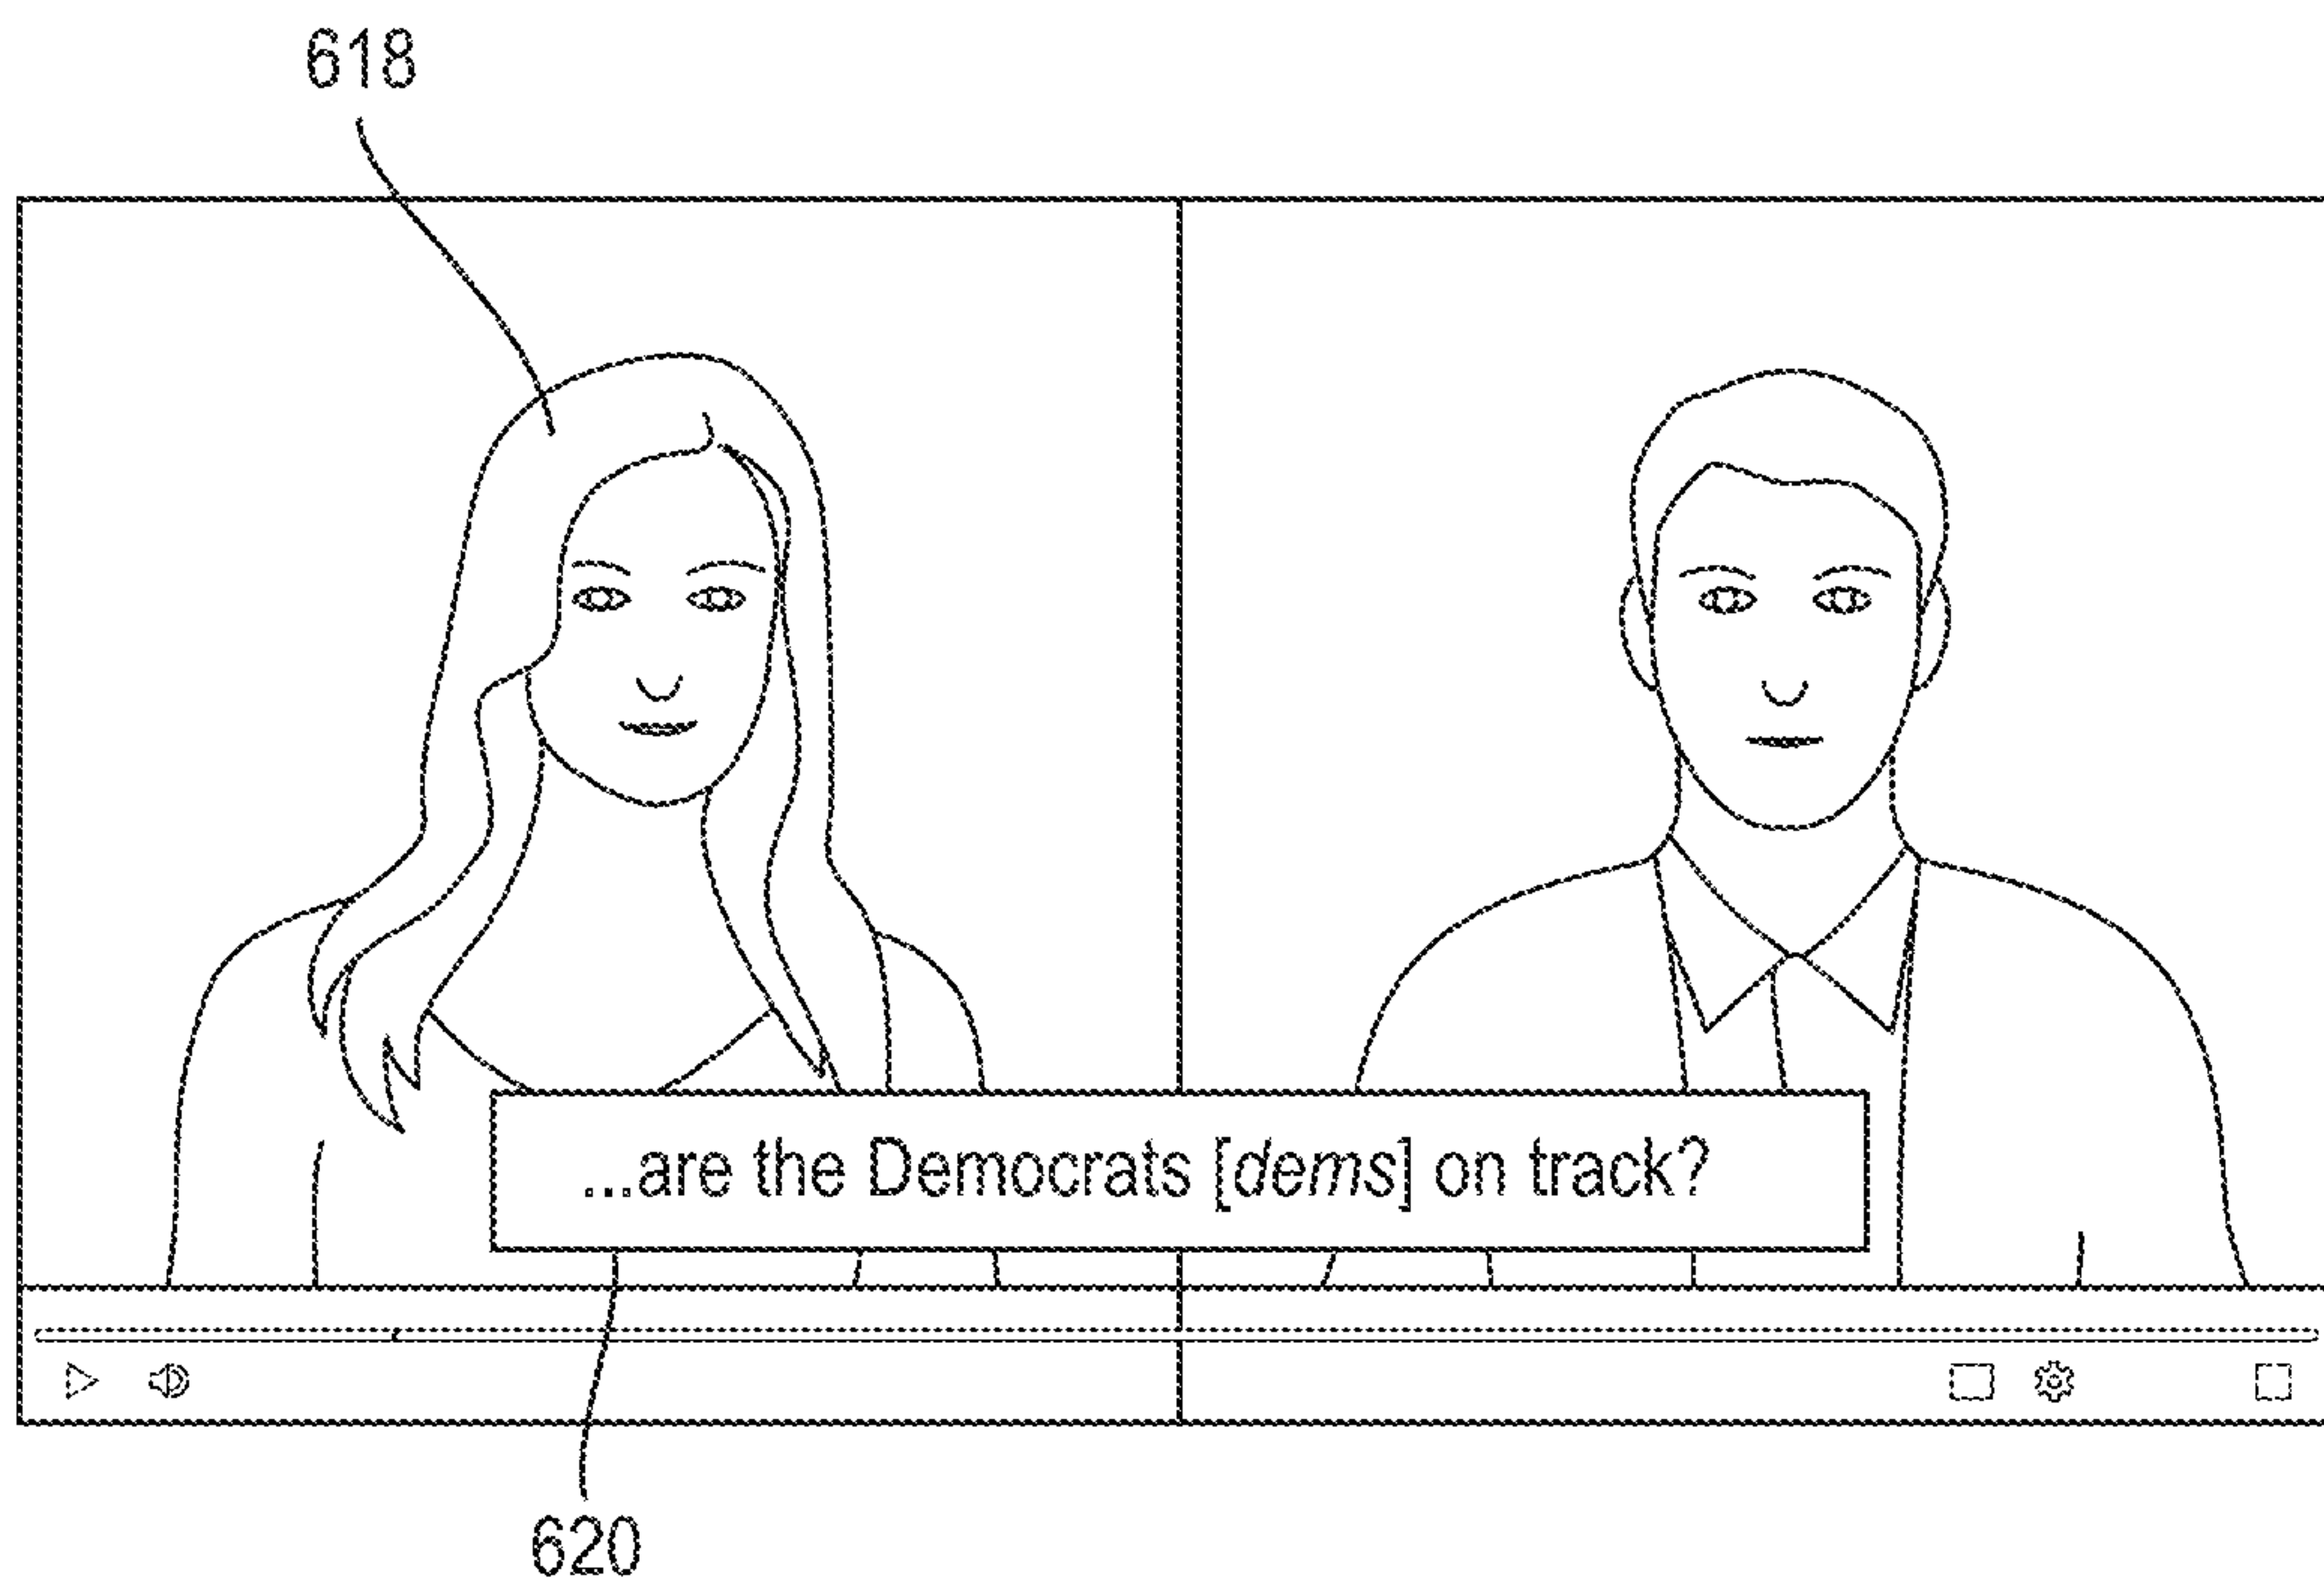 618
...are the Democrats [dems] on track?
620